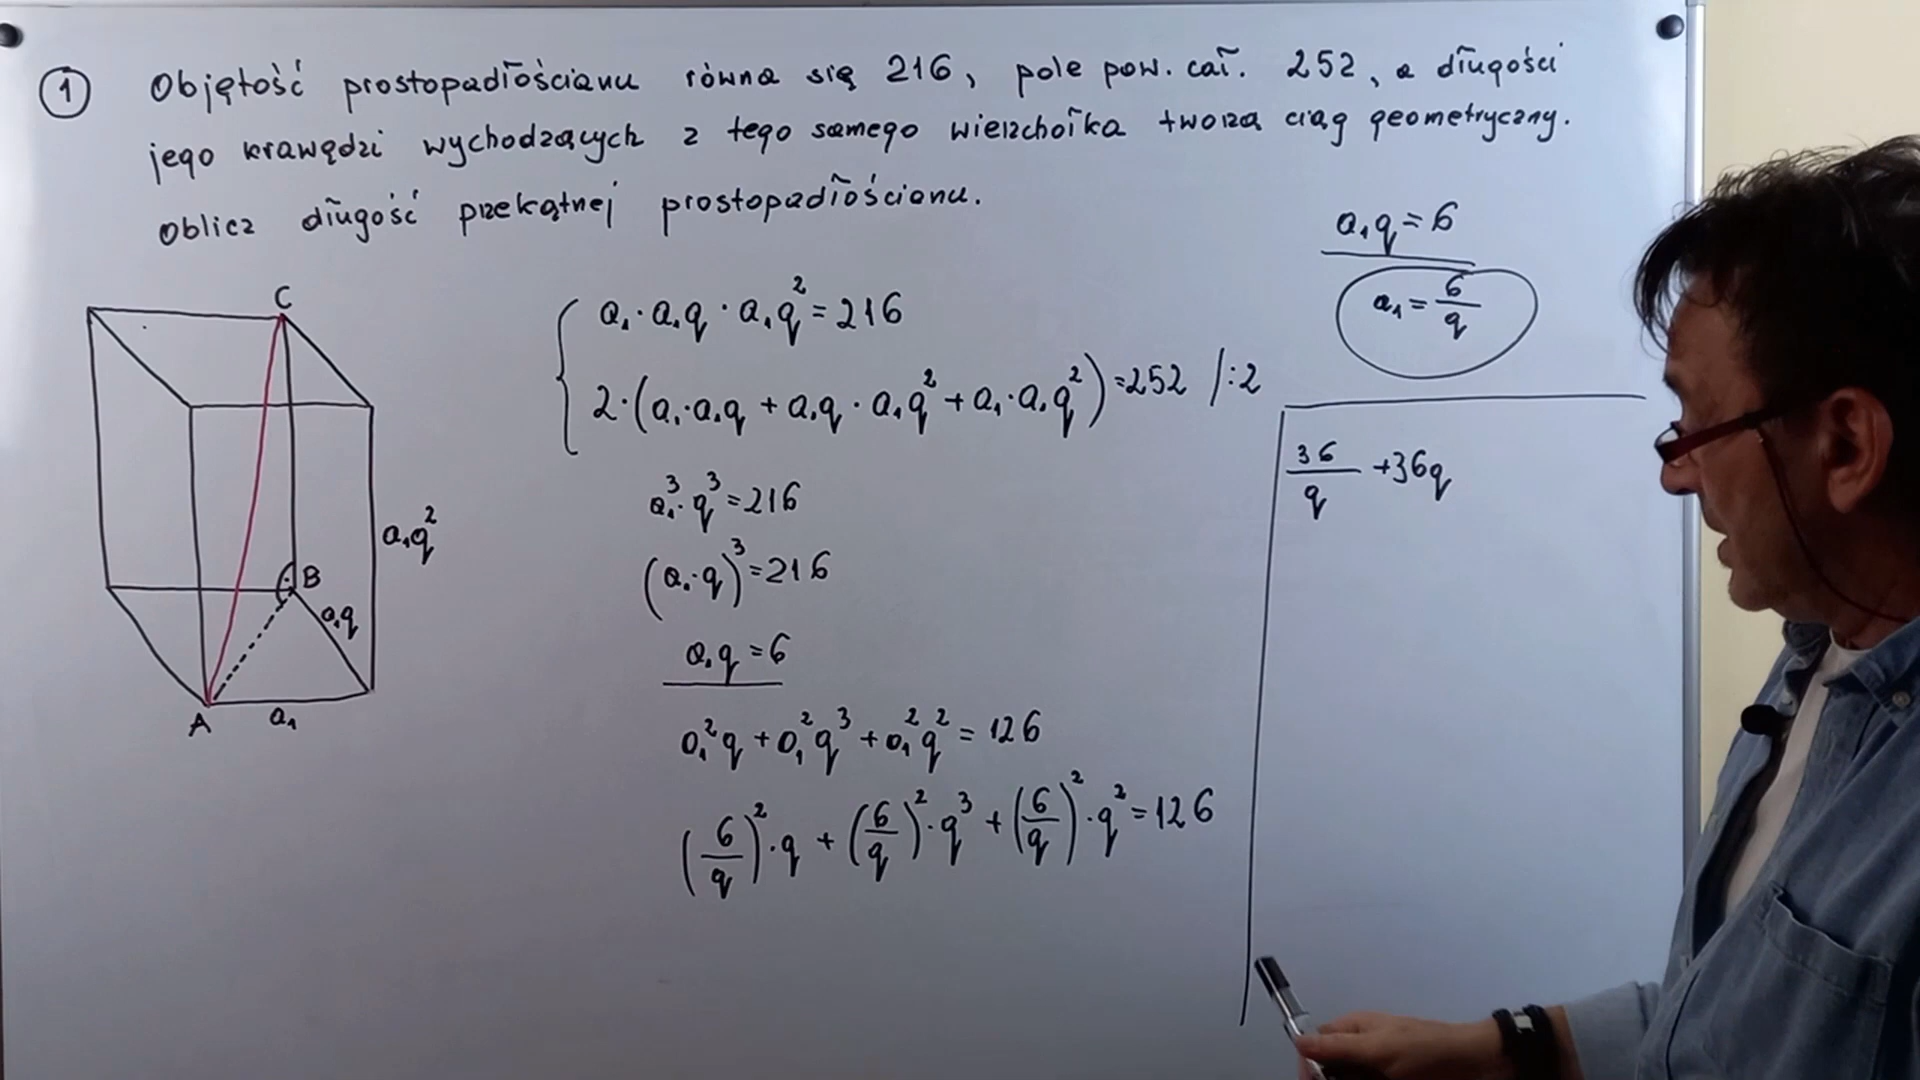 1 Objętość prostopadłościanu równa się 216, pole pow. cał. 252, a długości
jego krawędzi wychodzących z tego samego wierzchołka tworzą ciąg geometryczny.
Oblicz długość przekątnej prostopadłościanu.
a₁q = 6
a₁ = 6/q
C
B
A
a₁
a₁q
a₁q²
a₁ · a₁q · a₁q² = 216
2 · (a₁ · a₁q + a₁q · a₁q² + a₁ · a₁q²) = 252 /:2
a₁³ · q³ = 216
(a₁ · q)³ = 216
a₁q = 6
a₁²q + a₁²q³ + a₁²q² = 126
(6/q)² · q + (6/q)² · q³ + (6/q)² · q² = 126
36/q + 36q